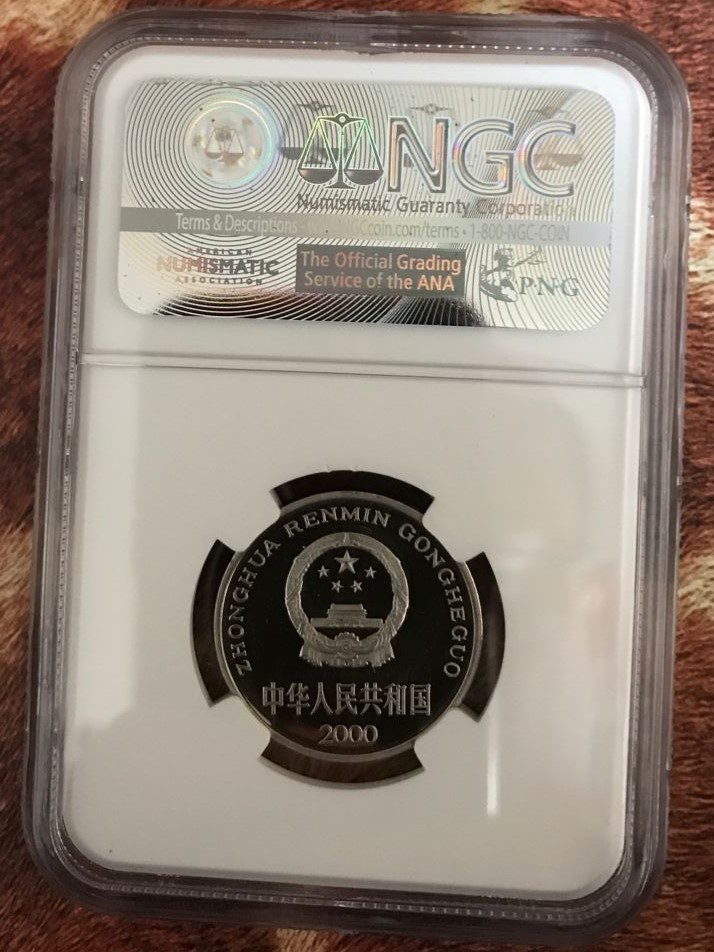 NGC
Numismatic Guaranty Corporation
Terms & Descriptions - www.NGCcoin.com/terms • 1-800-NGC-COIN
AMERICAN
NUMISMATIC
ASSOCIATION
The Official Grading
Service of the ANA
PNG
ZHONGHUA RENMIN GONGHEGUO
中华人民共和国
2000